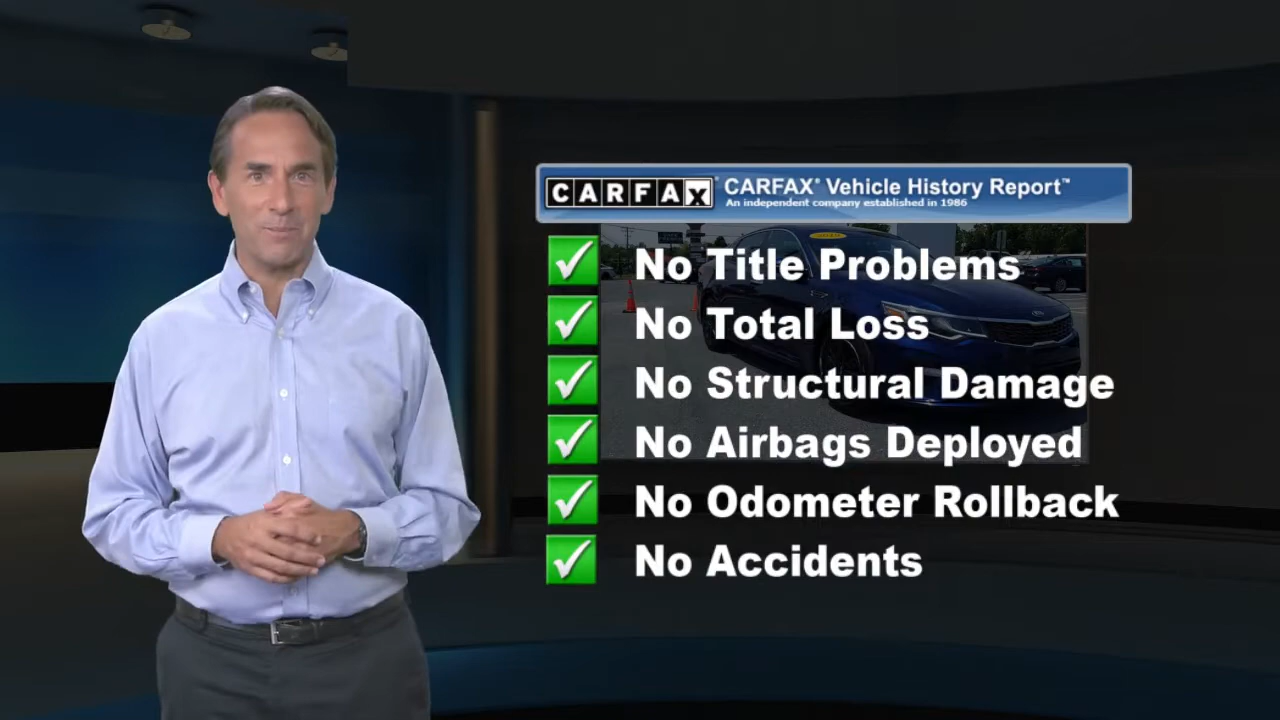 CARFAX® CARFAX® Vehicle History Report™
An independent company established in 1986
No Title Problems
No Total Loss
No Structural Damage
No Airbags Deployed
No Odometer Rollback
No Accidents